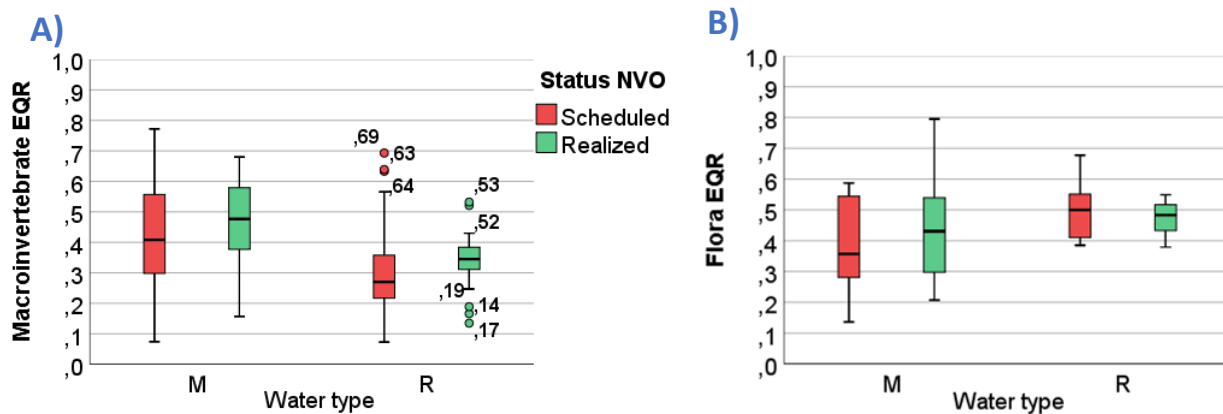 A)
Macroinvertebrate EQR
1,0
,9
,8
,7
,6
,5
,4
,3
,2
,1
,0
,69
,63
,64
,53
,52
,19
,14
,17
M
R
Water type
Status NVO
Scheduled
Realized
B)
Flora EQR
1,0
,9
,8
,7
,6
,5
,4
,3
,2
,1
,0
M
R
Water type